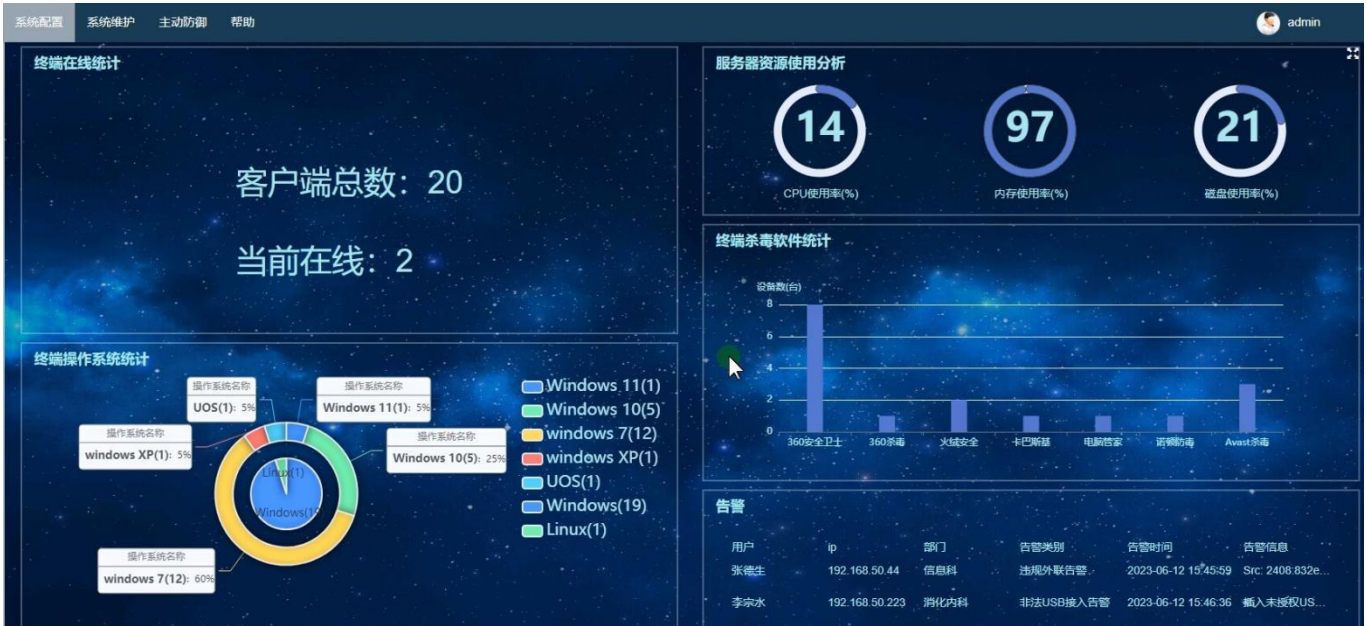 系统配置 系统维护 主动防御 帮助 admin
终端在线统计
客户端总数：20
当前在线：2
服务器资源使用分析
14 97 21
CPU使用率(%) 内存使用率(%) 磁盘使用率(%)
终端杀毒软件统计
设备数(台)
8
6
4
2
0
360安全卫士 360杀毒 火绒安全 卡巴斯基 电脑管家 诺顿防毒 Avast杀毒
终端操作系统统计
操作系统名称
UOS(1): 5%
操作系统名称
Windows 11(1): 5%
操作系统名称
windows XP(1): 5%
操作系统名称
Windows 10(5): 25%
操作系统名称
windows 7(12): 60%
Linux(1)
Windows(19
Windows 11(1)
Windows 10(5)
windows 7(12)
windows XP(1)
UOS(1)
Windows(19)
Linux(1)
告警
用户 ip 部门 告警类别 告警时间 告警信息
张德生 192.168.50.44 信息科 违规外联告警 2023-06-12 15:45:59 Src: 2408:832e...
李宗水 192.168.50.223 消化内科 非法USB接入告警 2023-06-12 15:46:36 插入未授权US...